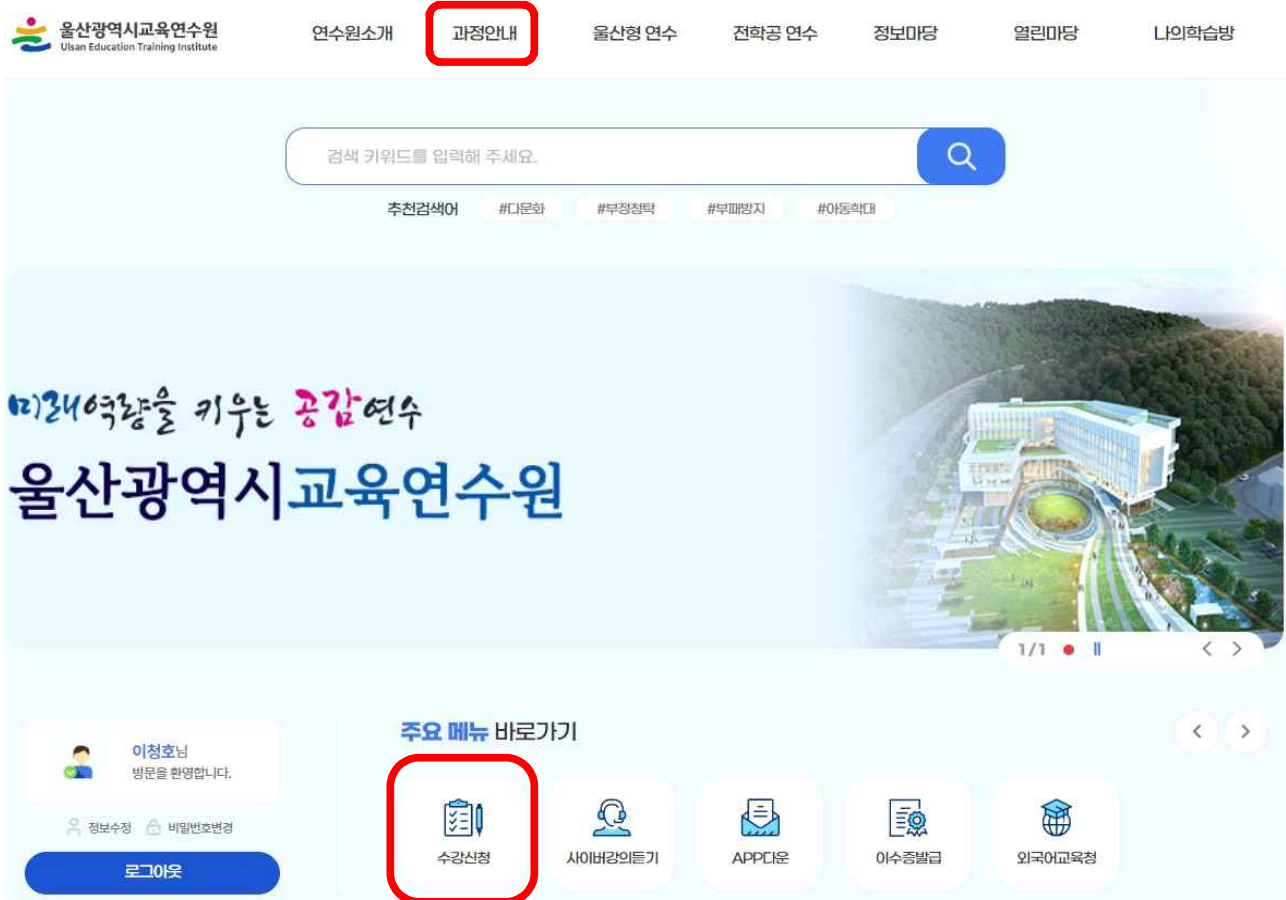 울산광역시교육연수원
Ulsan Education Training Institute
연수원소개 과정안내 울산형 연수 전학공 연수 정보마당 열린마당 나의학습방
검색 키워드를 입력해 주세요.
추천검색어 #다문화 #부정청탁 #부패방지 #아동학대
미래역량을 키우는 공감연수
울산광역시교육연수원
1/1
주요 메뉴 바로가기
이청호님
방문을 환영합니다.
정보수정 비밀번호변경
로그아웃
수강신청 사이버강의듣기 APP다운 이수증발급 외국어교육청